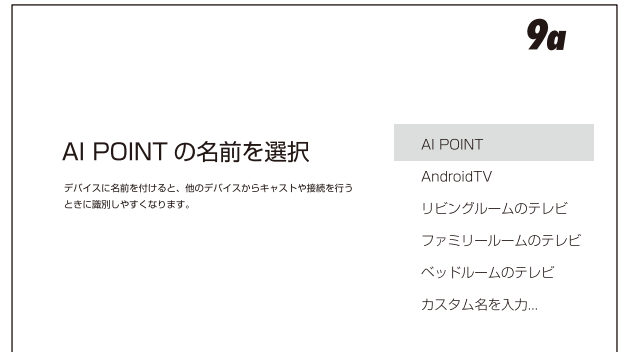 9a
AI POINT の名前を選択
デバイスに名前を付けると、他のデバイスからキャストや接続を行う
ときに識別しやすくなります。
AI POINT
AndroidTV
リビングルームのテレビ
ファミリールームのテレビ
ベッドルームのテレビ
カスタム名を入力...